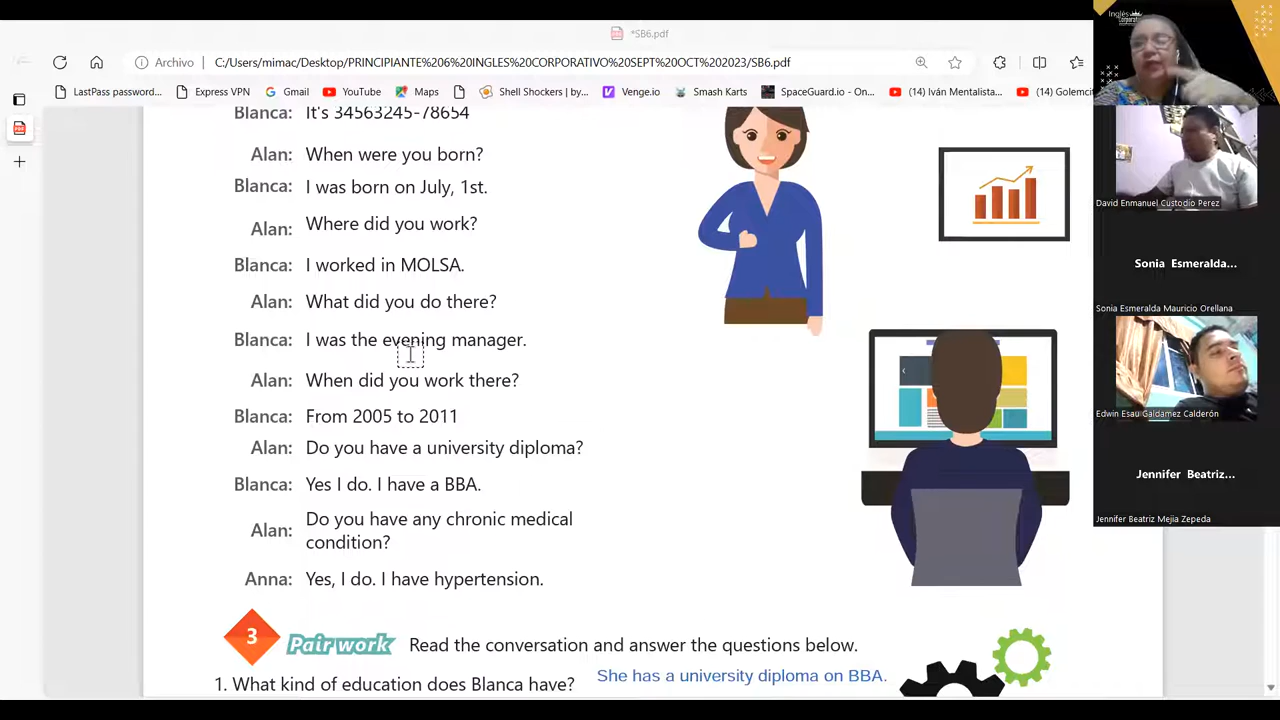 *SB6.pdf
Archivo
C:/Users/mimac/Desktop/PRINCIPIANTE%206%20INGLES%20CORPORATIVO%20SEPT%20OCT%202023/SB6.pdf
LastPass password...
Express VPN
Gmail
YouTube
Maps
Shell Shockers | by...
Venge.io
Smash Karts
SpaceGuard.io - On...
(14) Iván Mentalista...
(14) Golemcit
Blanca: It's 34563245-78654
Alan: When were you born?
Blanca: I was born on July, 1st.
Alan: Where did you work?
Blanca: I worked in MOLSA.
Alan: What did you do there?
Blanca: I was the evening manager.
Alan: When did you work there?
Blanca: From 2005 to 2011
Alan: Do you have a university diploma?
Blanca: Yes I do. I have a BBA.
Alan: Do you have any chronic medical
condition?
Anna: Yes, I do. I have hypertension.
3 Pair work Read the conversation and answer the questions below.
1. What kind of education does Blanca have? She has a university diploma on BBA.
Inglés
Corporativo
David Enmanuel Custodio Perez
Sonia Esmeralda...
Sonia Esmeralda Mauricio Orellana
Edwin Esau Galdámez Calderón
Jennifer Beatriz...
Jennifer Beatriz Mejia Zepeda